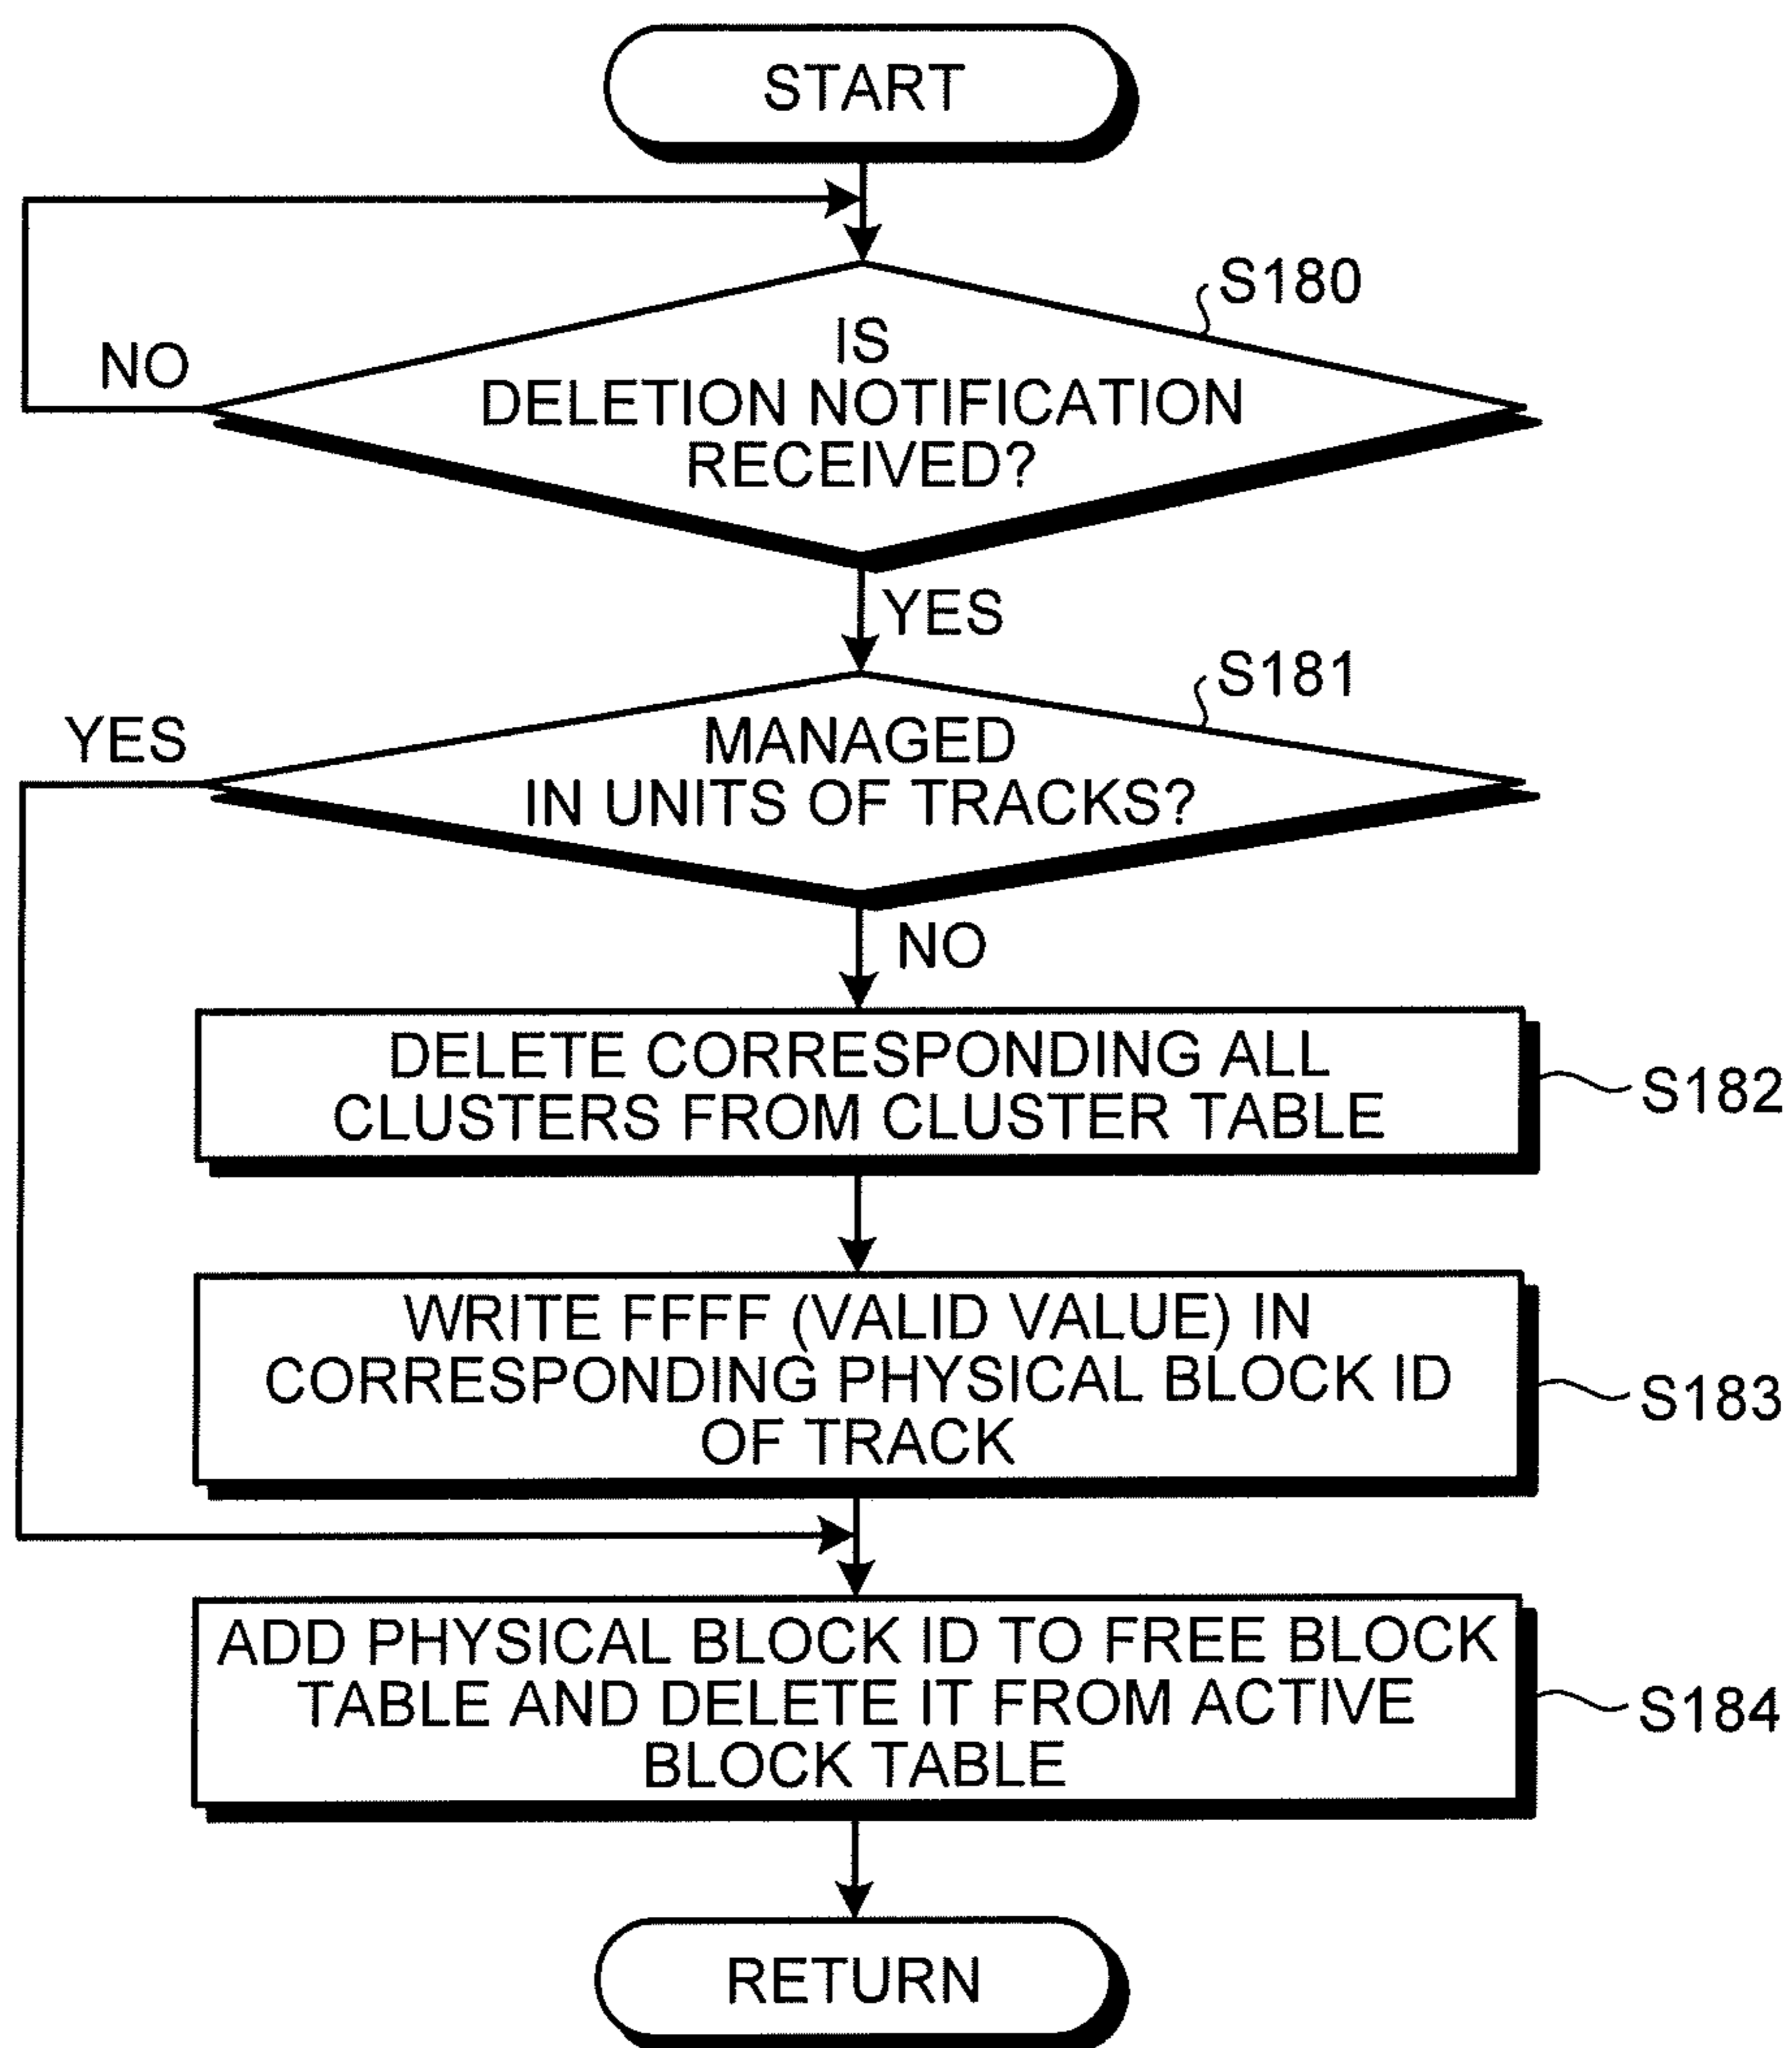 START
S180
IS
DELETION NOTIFICATION
RECEIVED?
NO
YES
S181
MANAGED
IN UNITS OF TRACKS?
YES
NO
DELETE CORRESPONDING ALL
CLUSTERS FROM CLUSTER TABLE
S182
WRITE FFFF (VALID VALUE) IN
CORRESPONDING PHYSICAL BLOCK ID
OF TRACK
S183
ADD PHYSICAL BLOCK ID TO FREE BLOCK
TABLE AND DELETE IT FROM ACTIVE
BLOCK TABLE
S184
RETURN